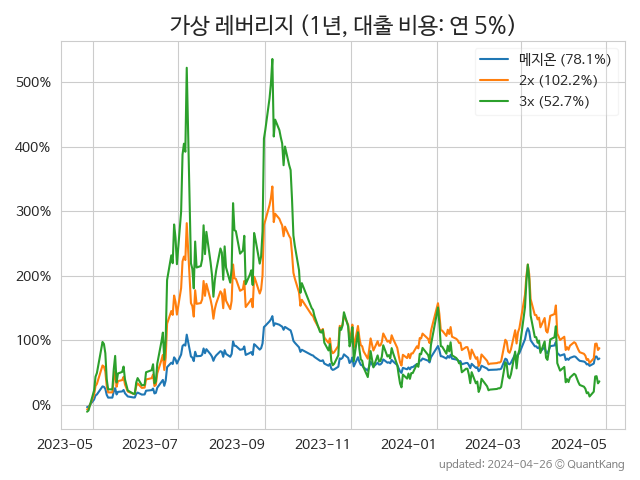 가상 레버리지 (1년, 대출 비용: 연 5%)
메지온 (78.1%)
2x (102.2%)
3x (52.7%)
500%
400%
300%
200%
100%
0%
2023-05 2023-07 2023-09 2023-11 2024-01 2024-03 2024-05
updated: 2024-04-26 © QuantKang